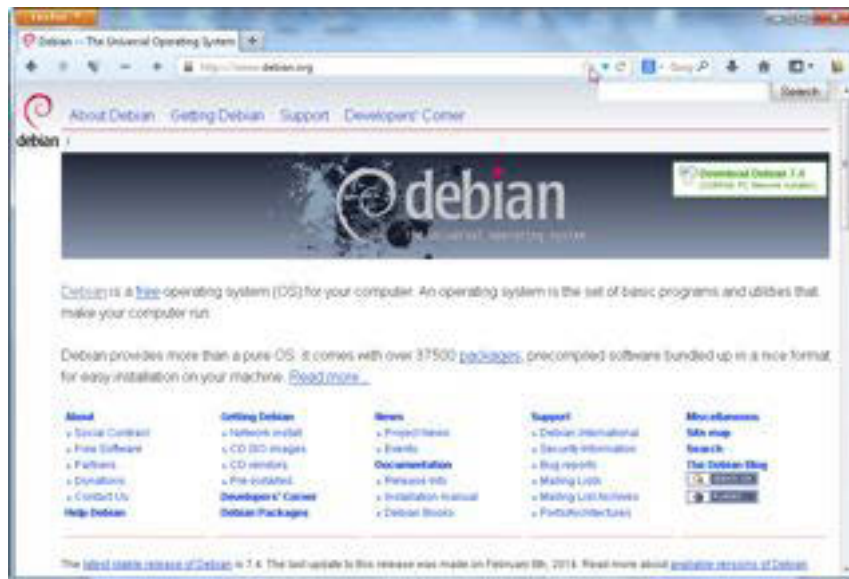 Debian -- The Universal Operating System
http://www.debian.org
Search
About Debian Getting Debian Support Developers' Corner
debian
debian
the universal operating system
Download Debian 7.4
Debian is a free operating system (OS) for your computer. An operating system is the set of basic programs and utilities that
make your computer run.
Debian provides more than a pure OS: it comes with over 37500 packages, precompiled software bundled up in a nice format
for easy installation on your machine. Read more...
About Getting Debian News Support Miscellaneous
Social Contract Network install Project News Debian International Site map
Free Software CD ISO images Events Security Information Search
Partners CD vendors Documentation Bug reports The Debian Blog
Donations Pre-installed Release Info Mailing Lists
Contact Us Developers' Corner Installation manual Mailing List Archives
Help Debian Debian Packages Debian Books Ports/Architectures
The latest stable release of Debian is 7.4. The last update to this release was made on February 8th, 2014. Read more about available versions of Debian.